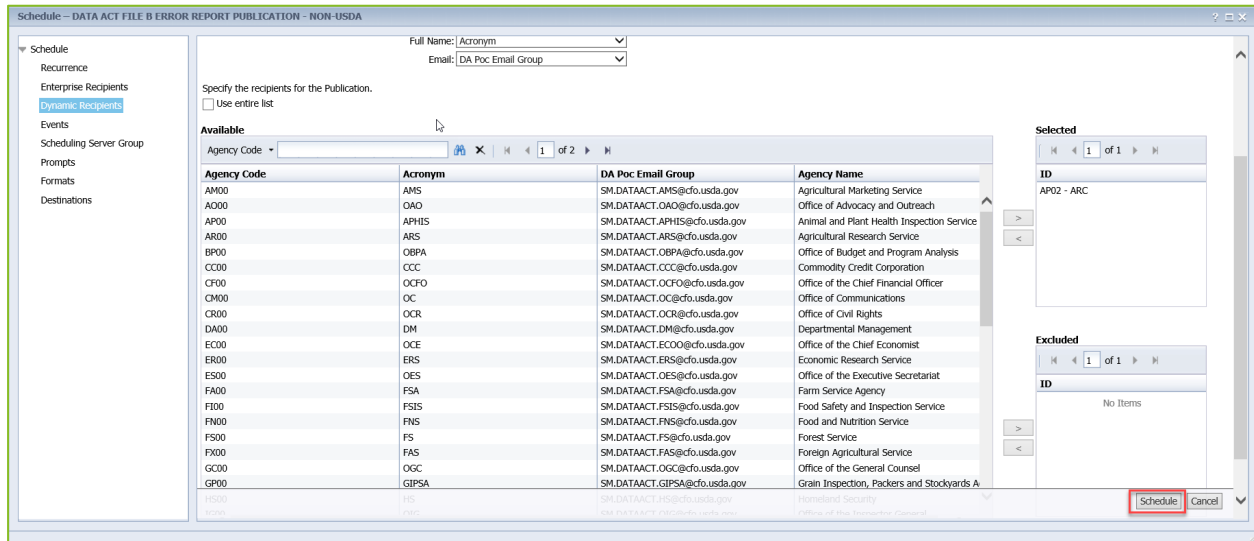 Schedule – DATA ACT FILE B ERROR REPORT PUBLICATION - NON-USDA
Schedule
Recurrence
Enterprise Recipients
Dynamic Recipients
Events
Scheduling Server Group
Prompts
Formats
Destinations
Full Name: Acronym
Email: DA Poc Email Group
Specify the recipients for the Publication.
Use entire list
Available
Agency Code 1 of 2
Agency Code Acronym DA Poc Email Group Agency Name
AM00 AMS SM.DATAACT.AMS@cfo.usda.gov Agricultural Marketing Service
AO00 OAO SM.DATAACT.OAO@cfo.usda.gov Office of Advocacy and Outreach
AP00 APHIS SM.DATAACT.APHIS@cfo.usda.gov Animal and Plant Health Inspection Service
AR00 ARS SM.DATAACT.ARS@cfo.usda.gov Agricultural Research Service
BP00 OBPA SM.DATAACT.OBPA@cfo.usda.gov Office of Budget and Program Analysis
CC00 CCC SM.DATAACT.CCC@cfo.usda.gov Commodity Credit Corporation
CF00 OCFO SM.DATAACT.OCFO@cfo.usda.gov Office of the Chief Financial Officer
CM00 OC SM.DATAACT.OC@cfo.usda.gov Office of Communications
CR00 OCR SM.DATAACT.OCR@cfo.usda.gov Office of Civil Rights
DA00 DM SM.DATAACT.DM@cfo.usda.gov Departmental Management
EC00 OCE SM.DATAACT.ECOO@cfo.usda.gov Office of the Chief Economist
ER00 ERS SM.DATAACT.ERS@cfo.usda.gov Economic Research Service
ES00 OES SM.DATAACT.OES@cfo.usda.gov Office of the Executive Secretariat
FA00 FSA SM.DATAACT.FSA@cfo.usda.gov Farm Service Agency
FI00 FSIS SM.DATAACT.FSIS@cfo.usda.gov Food Safety and Inspection Service
FN00 FNS SM.DATAACT.FNS@cfo.usda.gov Food and Nutrition Service
FS00 FS SM.DATAACT.FS@cfo.usda.gov Forest Service
FX00 FAS SM.DATAACT.FAS@cfo.usda.gov Foreign Agricultural Service
GC00 OGC SM.DATAACT.OGC@cfo.usda.gov Office of the General Counsel
GP00 GIPSA SM.DATAACT.GIPSA@cfo.usda.gov Grain Inspection, Packers and Stockyards A
HS00 HS SM.DATAACT.HS@cfo.usda.gov Homeland Security
Selected
1 of 1
ID
AP02 - ARC
>
<
Excluded
1 of 1
ID
No Items
>
<
Schedule Cancel